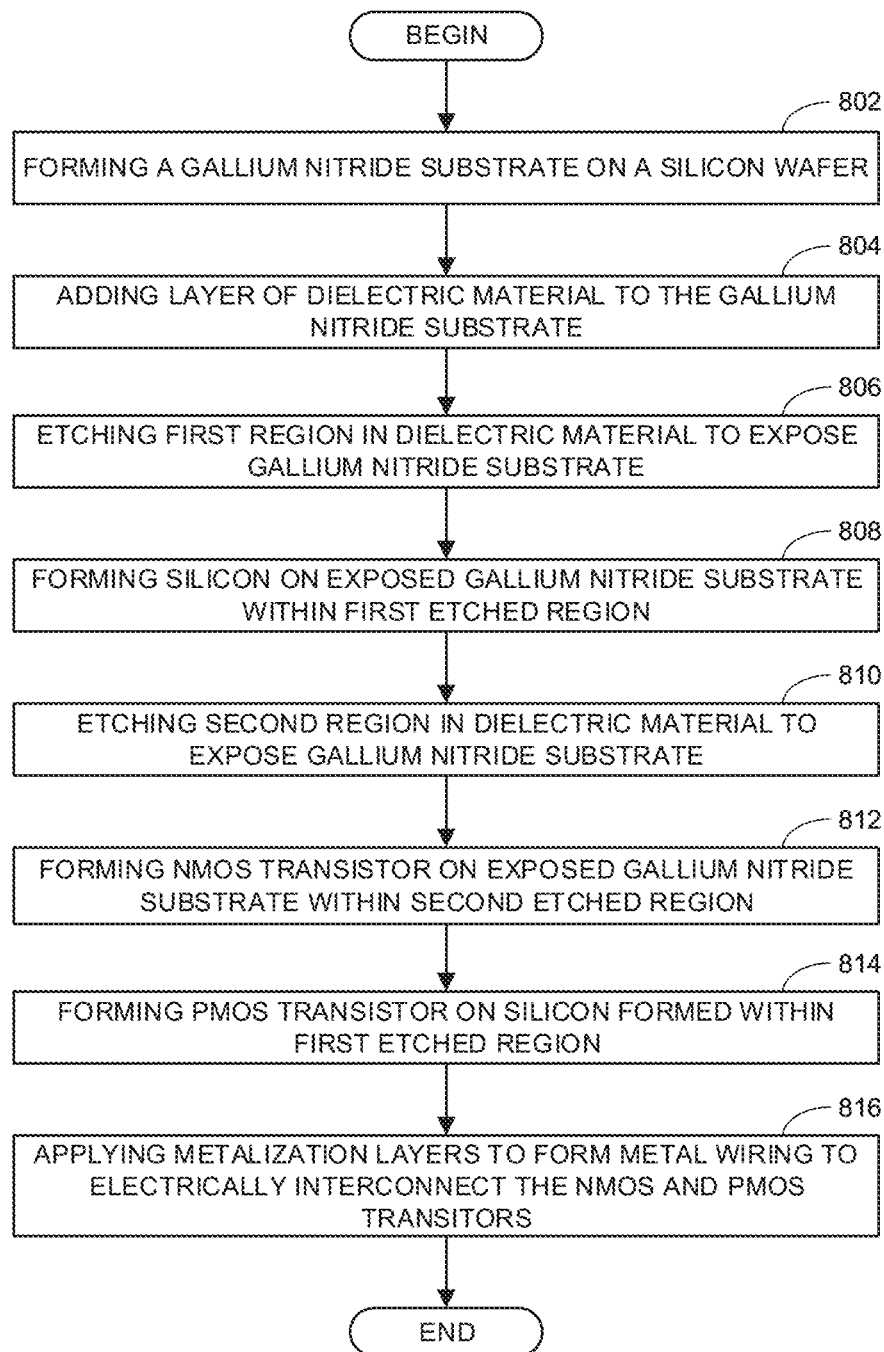 BEGIN
802
FORMING A GALLIUM NITRIDE SUBSTRATE ON A SILICON WAFER
804
ADDING LAYER OF DIELECTRIC MATERIAL TO THE GALLIUM
NITRIDE SUBSTRATE
806
ETCHING FIRST REGION IN DIELECTRIC MATERIAL TO EXPOSE
GALLIUM NITRIDE SUBSTRATE
808
FORMING SILICON ON EXPOSED GALLIUM NITRIDE SUBSTRATE
WITHIN FIRST ETCHED REGION
810
ETCHING SECOND REGION IN DIELECTRIC MATERIAL TO
EXPOSE GALLIUM NITRIDE SUBSTRATE
812
FORMING NMOS TRANSISTOR ON EXPOSED GALLIUM NITRIDE
SUBSTRATE WITHIN SECOND ETCHED REGION
814
FORMING PMOS TRANSISTOR ON SILICON FORMED WITHIN
FIRST ETCHED REGION
816
APPLYING METALIZATION LAYERS TO FORM METAL WIRING TO
ELECTRICALLY INTERCONNECT THE NMOS AND PMOS
TRANSITORS
END